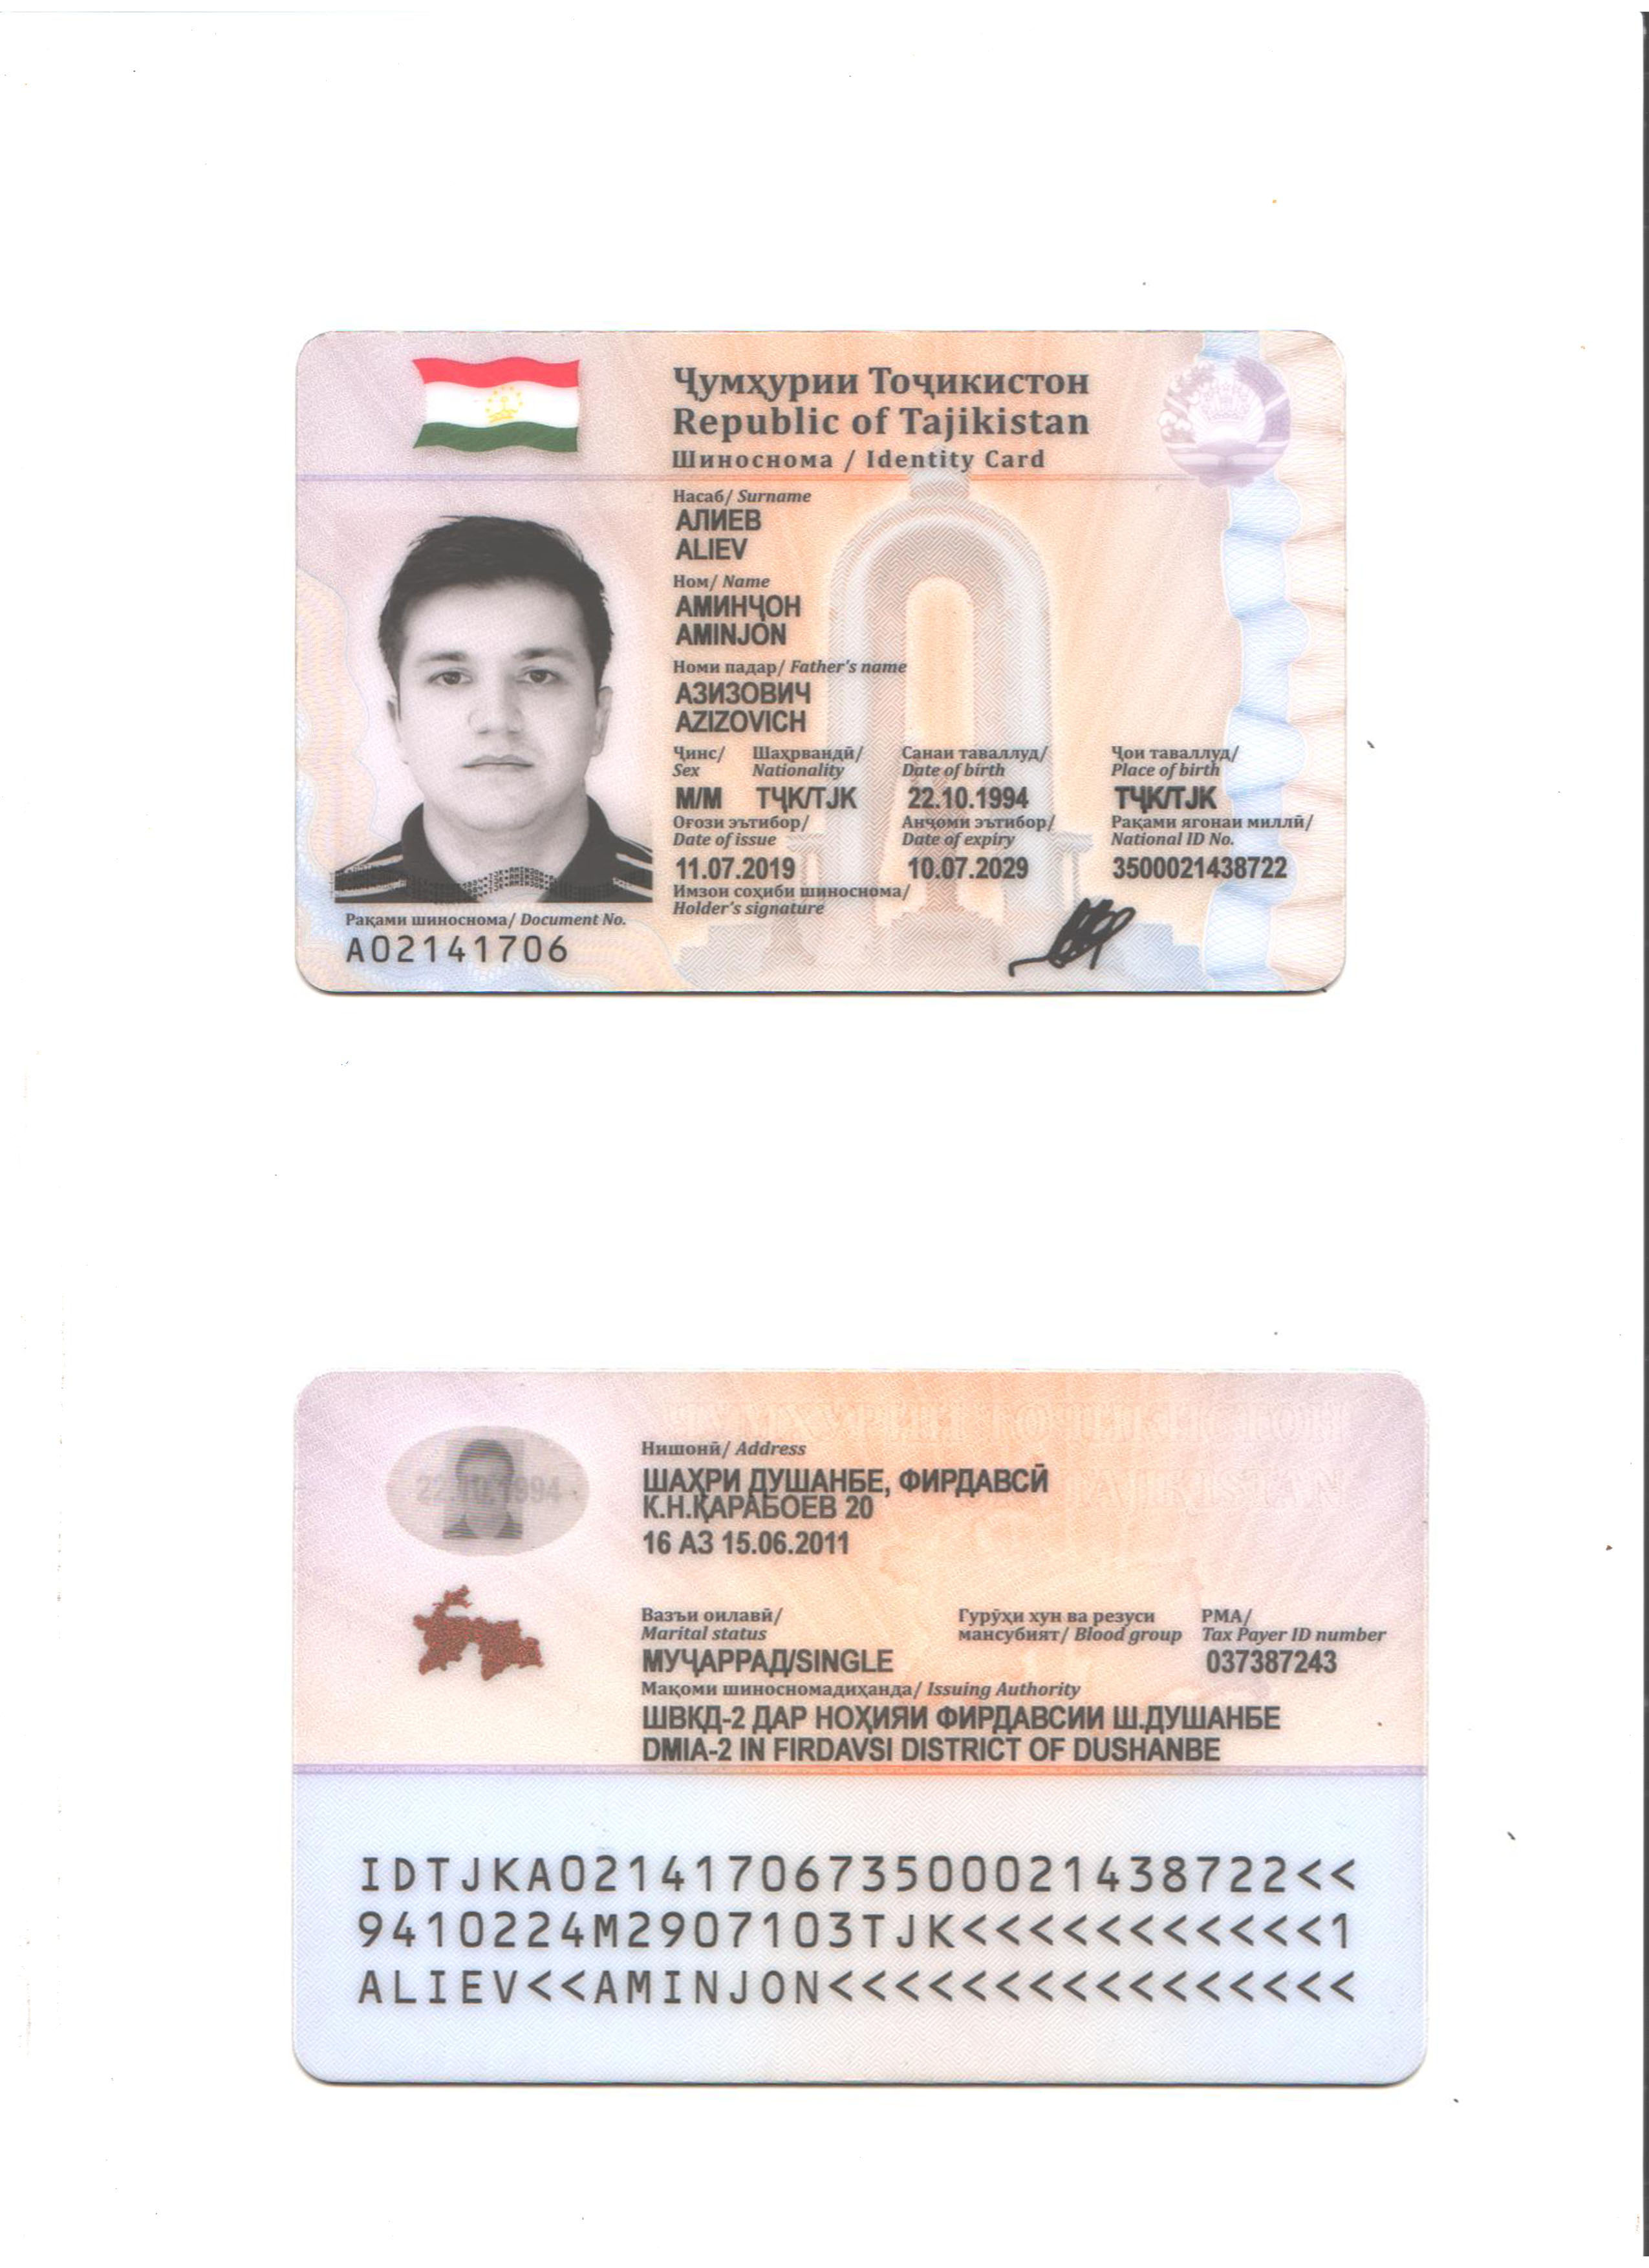 Ҷумҳурии Тоҷикистон
Republic of Tajikistan
Шиноснома / Identity Card
Насаб/ Surname
АЛИЕВ
ALIEV
Ном/ Name
АМИНҶОН
AMINJON
Номи падар/ Father's name
АЗИЗОВИЧ
AZIZOVICH
Ҷинс/ Шаҳрвандӣ/ Санаи таваллуд/ Ҷои таваллуд/
Sex Nationality Date of birth Place of birth
M/M ТҶК/TJK 22.10.1994 ТҶК/TJK
Оғози эътибор/ Анҷоми эътибор/ Рақами ягонаи миллӣ/
Date of issue Date of expiry National ID No.
11.07.2019 10.07.2029 3500021438722
Имзои соҳиби шиноснома/
Holder's signature
Рақами шиноснома/ Document No.
A02141706
ҶУМҲУРИИ ТОҶИКИСТОН
TAJIKISTAN
22.10.1994
Нишонӣ/ Address
ШАҲРИ ДУШАНБЕ, ФИРДАВСӢ
К.Н.ҚАРАБОЕВ 20
16 АЗ 15.06.2011
Вазъи оилавӣ/ Гурӯҳи хун ва резуси РМА/
Marital status мансубият/ Blood group Tax Payer ID number
МУҶАРРАД/SINGLE 037387243
Мақоми шиносномадиҳанда/ Issuing Authority
ШВКД-2 ДАР НОҲИЯИ ФИРДАВСИИ Ш.ДУШАНБЕ
DMIA-2 IN FIRDAVSI DISTRICT OF DUSHANBE
IDTJKA02141706735000021438722<<
9410224M2907103TJK<<<<<<<<<<<1
ALIEV<<AMINJON<<<<<<<<<<<<<<<<